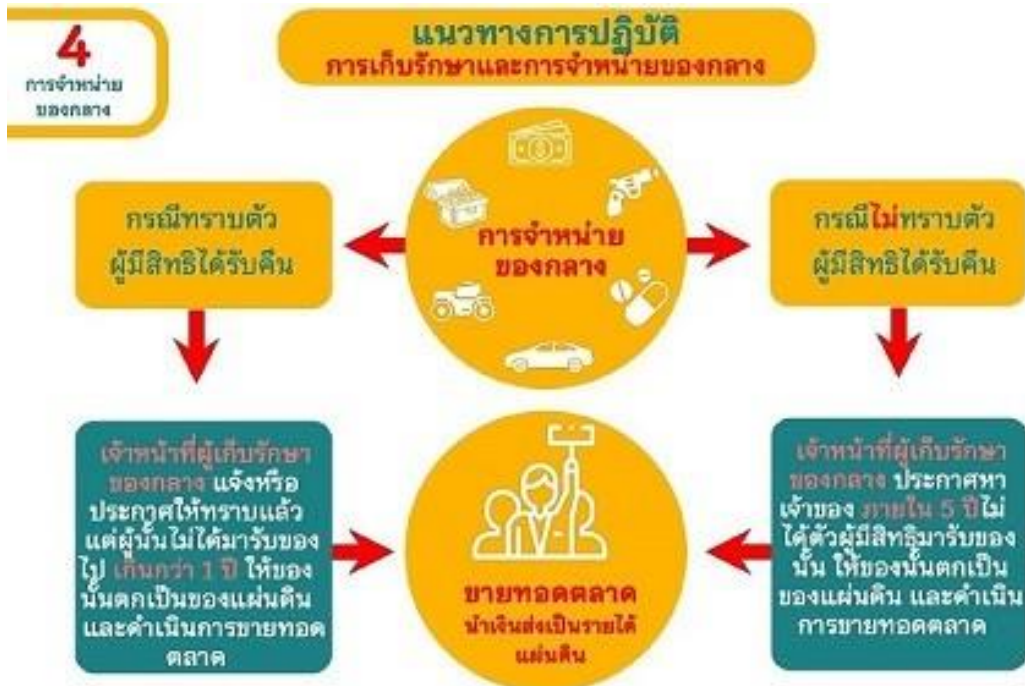 4
การจำหน่าย
ของกลาง
แนวทางการปฏิบัติ
การเก็บรักษาและการจำหน่ายของกลาง
การจำหน่าย
ของกลาง
กรณีทราบตัว
ผู้มีสิทธิได้รับคืน
กรณีไม่ทราบตัว
ผู้มีสิทธิได้รับคืน
เจ้าหน้าที่ผู้เก็บรักษา
ของกลาง แจ้งหรือ
ประกาศให้ทราบแล้ว
แต่ผู้นั้นไม่ได้มารับของ
ไป เกินกว่า 1 ปี ให้ของ
นั้นตกเป็นของแผ่นดิน
และดำเนินการขายทอด
ตลาด
ขายทอดตลาด
นำเงินส่งเป็นรายได้
แผ่นดิน
เจ้าหน้าที่ผู้เก็บรักษา
ของกลาง ประกาศหา
เจ้าของ ภายใน 5 ปีไม่
ได้ตัวผู้มีสิทธิมารับของ
นั้น ให้ของนั้นตกเป็น
ของแผ่นดิน และดำเนิน
การขายทอดตลาด